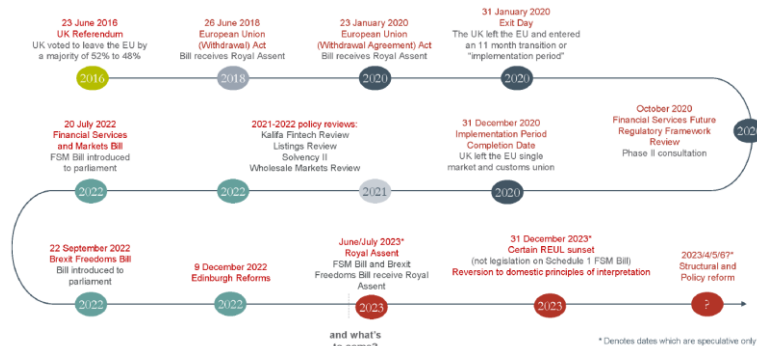 23 June 2016
UK Referendum
UK voted to leave the EU by
a majority of 52% to 48%
2016
26 June 2018
European Union
(Withdrawal) Act
Bill receives Royal Assent
2018
23 January 2020
European Union
(Withdrawal Agreement) Act
Bill receives Royal Assent
2020
31 January 2020
Exit Day
The UK left the EU and entered
an 11 month transition or
"implementation period"
2020
October 2020
Financial Services Future
Regulatory Framework
Review
Phase II consultation
31 December 2020
Implementation Period
Completion Date
UK left the EU single
market and customs union
2020
2021-2022 policy reviews:
Kalifa Fintech Review
Listings Review
Solvency II
Wholesale Markets Review
2021
2022
20 July 2022
Financial Services
and Markets Bill
FSM Bill introduced
to parliament
2022
22 September 2022
Brexit Freedoms Bill
Bill introduced to
parliament
2022
9 December 2022
Edinburgh Reforms
2022
June/July 2023*
Royal Assent
FSM Bill and Brexit
Freedoms Bill receive Royal
Assent
2023
31 December 2023*
Certain REUL sunset
(not legislation on Schedule 1 FSM Bill)
Reversion to domestic principles of interpretation
2023
2023/4/5/6?*
Structural and
Policy reform
?
and what's
* Denotes dates which are speculative only